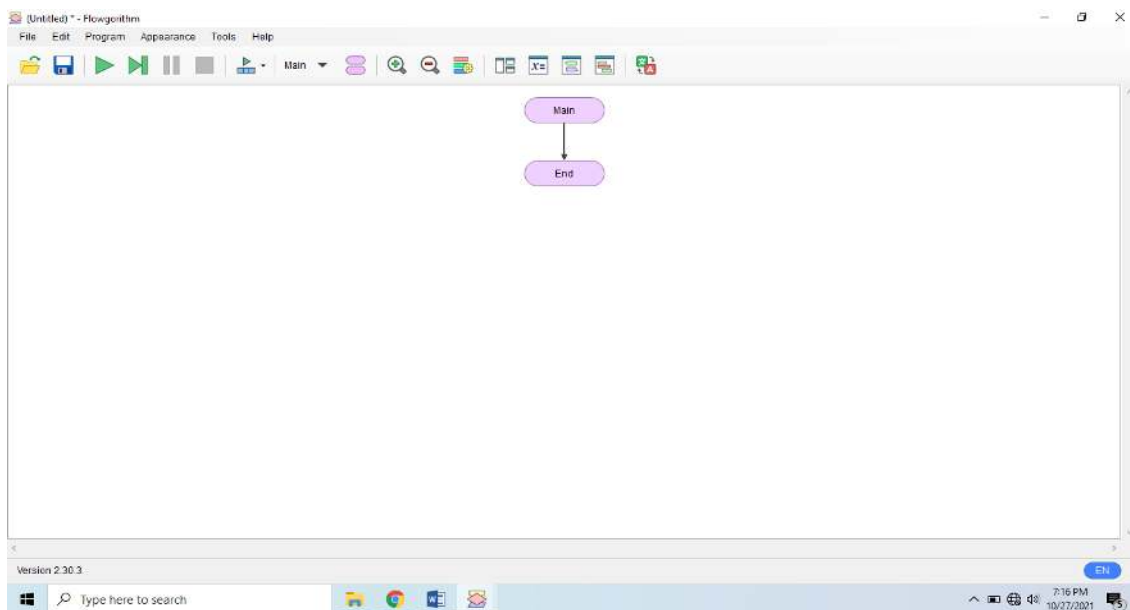 (Untitled) * - Flowgorithm
File Edit Program Appearance Tools Help
Main
X=
Main
End
Version 2.30.3
EN
Type here to search
7:16 PM
10/27/2021